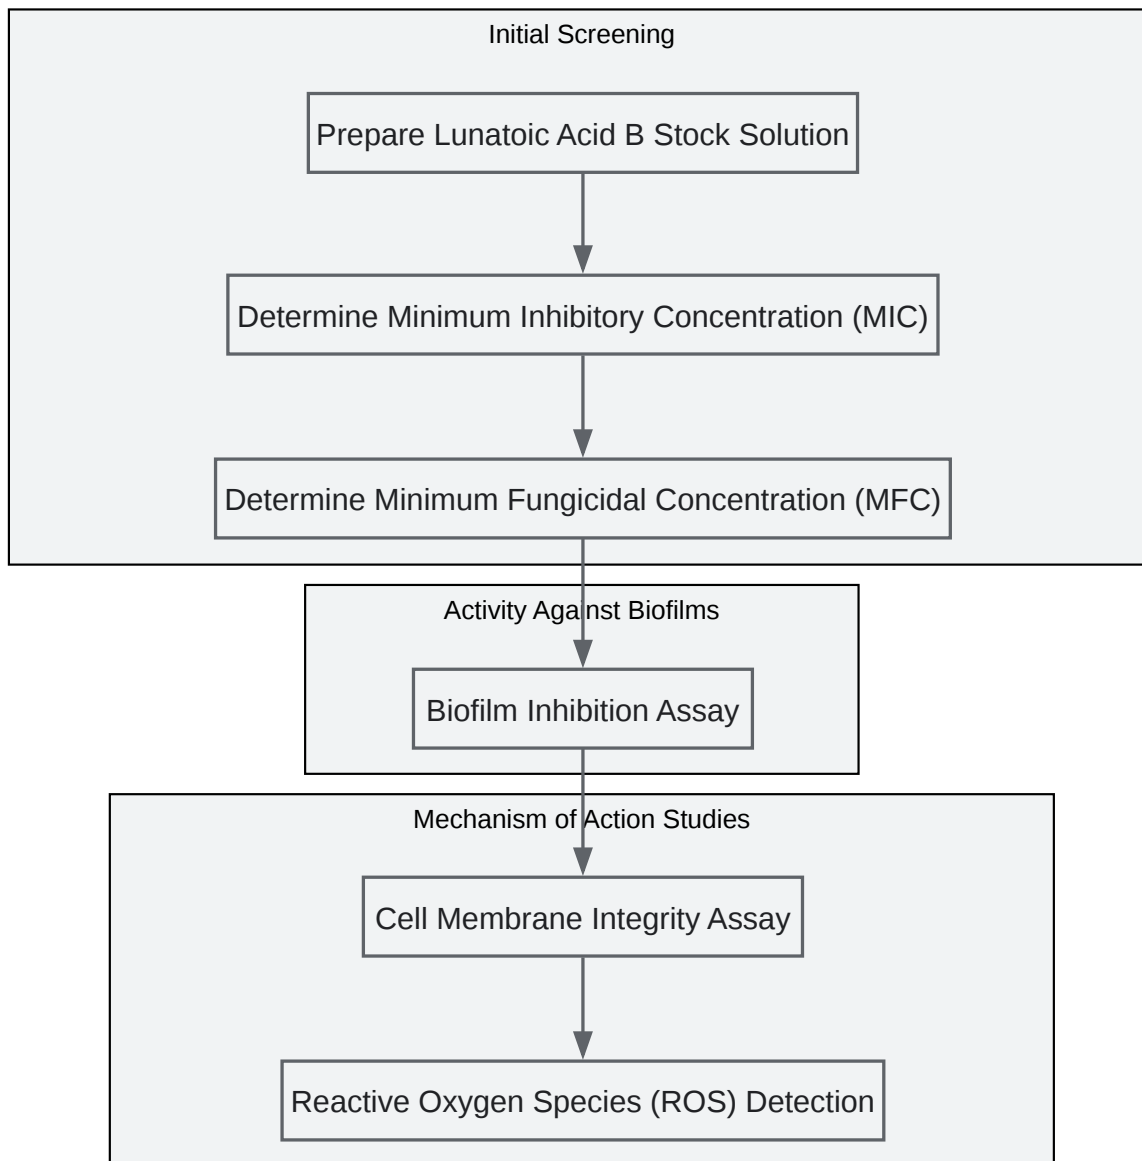 Initial Screening
Prepare Lunatoic Acid B Stock Solution
Determine Minimum Inhibitory Concentration (MIC)
Determine Minimum Fungicidal Concentration (MFC)
Activity Against Biofilms
Biofilm Inhibition Assay
Mechanism of Action Studies
Cell Membrane Integrity Assay
Reactive Oxygen Species (ROS) Detection